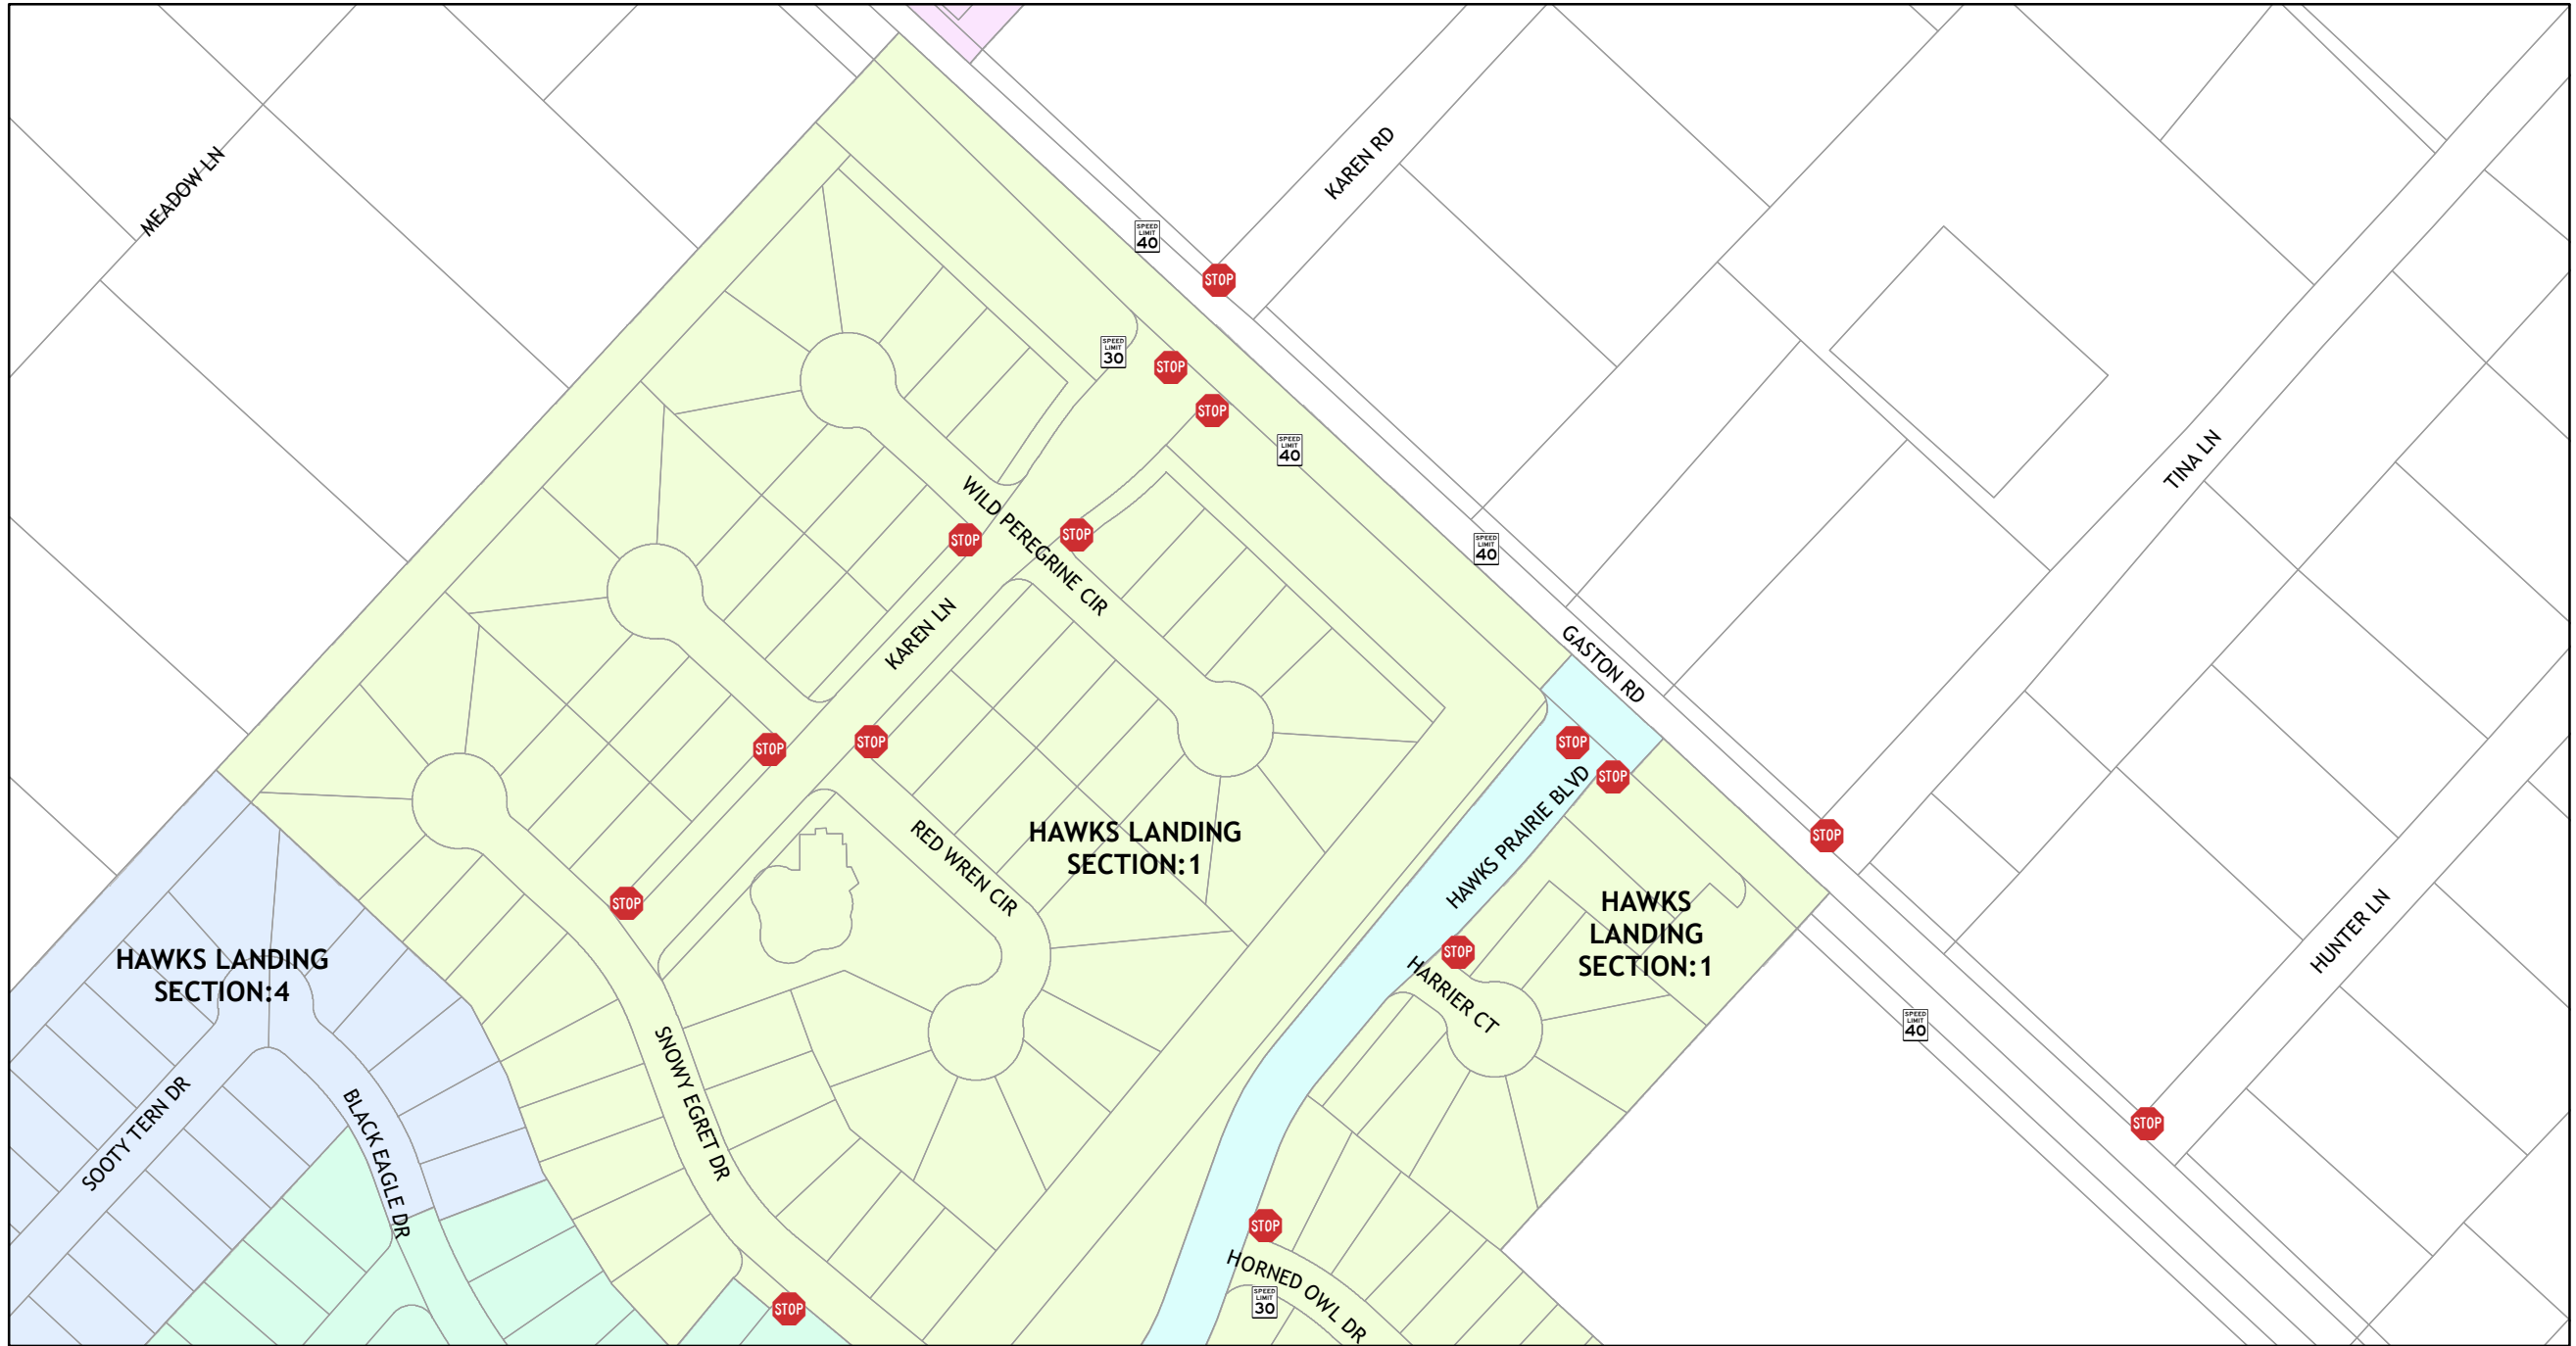 MEADOW LN
KAREN RD
SPEED
LIMIT
40
STOP
SPEED
LIMIT
30
STOP
STOP
SPEED
LIMIT
40
TINA LN
WILD PEREGRINE CIR
STOP
STOP
SPEED
LIMIT
40
KAREN LN
GASTON RD
STOP
STOP
STOP
STOP
HAWKS PRAIRIE BLVD
STOP
HAWKS LANDING
SECTION:1
RED WREN CIR
STOP
HAWKS
LANDING
SECTION:1
HUNTER LN
HAWKS LANDING
SECTION:4
STOP
HARRIER CT
SPEED
LIMIT
40
SNOWY EGRET DR
STOP
SOOTY TERN DR
BLACK EAGLE DR
STOP
HORNED OWL DR
SPEED
LIMIT
30
STOP